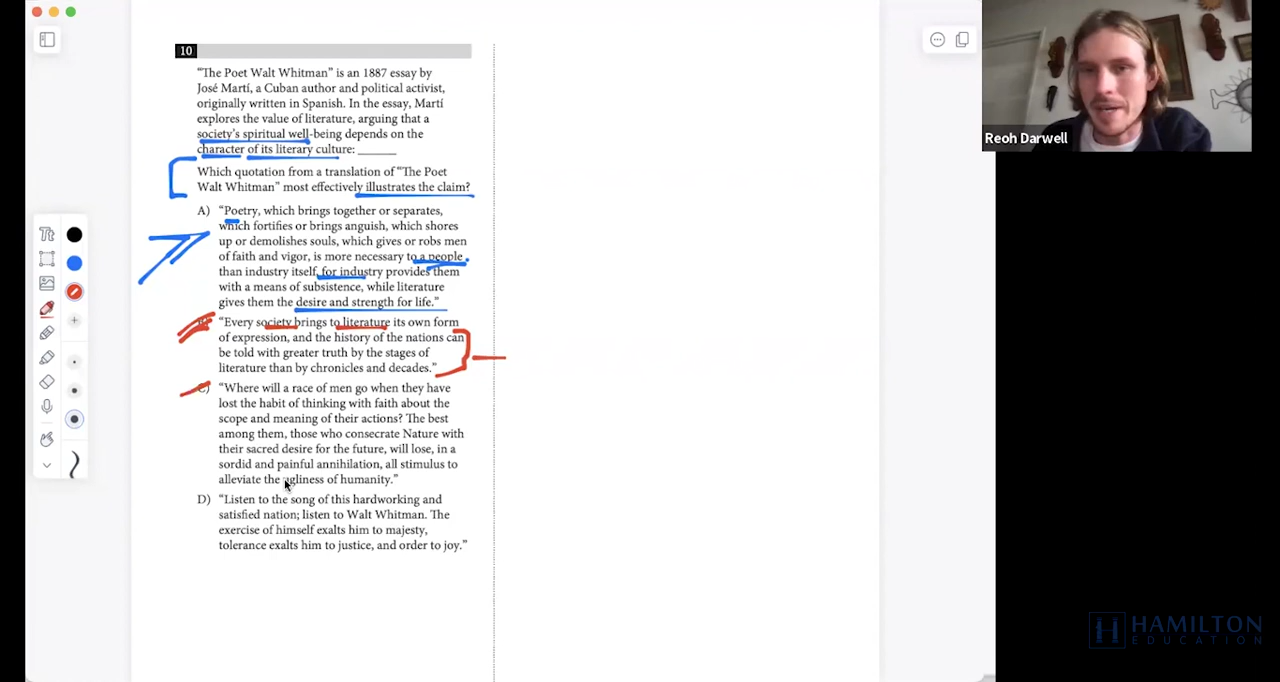 10
"The Poet Walt Whitman" is an 1887 essay by
José Martí, a Cuban author and political activist,
originally written in Spanish. In the essay, Martí
explores the value of literature, arguing that a
society's spiritual well-being depends on the
character of its literary culture: ______
Which quotation from a translation of "The Poet
Walt Whitman" most effectively illustrates the claim?
A) "Poetry, which brings together or separates,
which fortifies or brings anguish, which shores
up or demolishes souls, which gives or robs men
of faith and vigor, is more necessary to a people
than industry itself, for industry provides them
with a means of subsistence, while literature
gives them the desire and strength for life."
"Every society brings to literature its own form
of expression, and the history of the nations can
be told with greater truth by the stages of
literature than by chronicles and decades."
C) "Where will a race of men go when they have
lost the habit of thinking with faith about the
scope and meaning of their actions? The best
among them, those who consecrate Nature with
their sacred desire for the future, will lose, in a
sordid and painful annihilation, all stimulus to
alleviate the ugliness of humanity."
D) "Listen to the song of this hardworking and
satisfied nation; listen to Walt Whitman. The
exercise of himself exalts him to majesty,
tolerance exalts him to justice, and order to joy."
Reoh Darwell
Tt
HAMILTON
EDUCATION